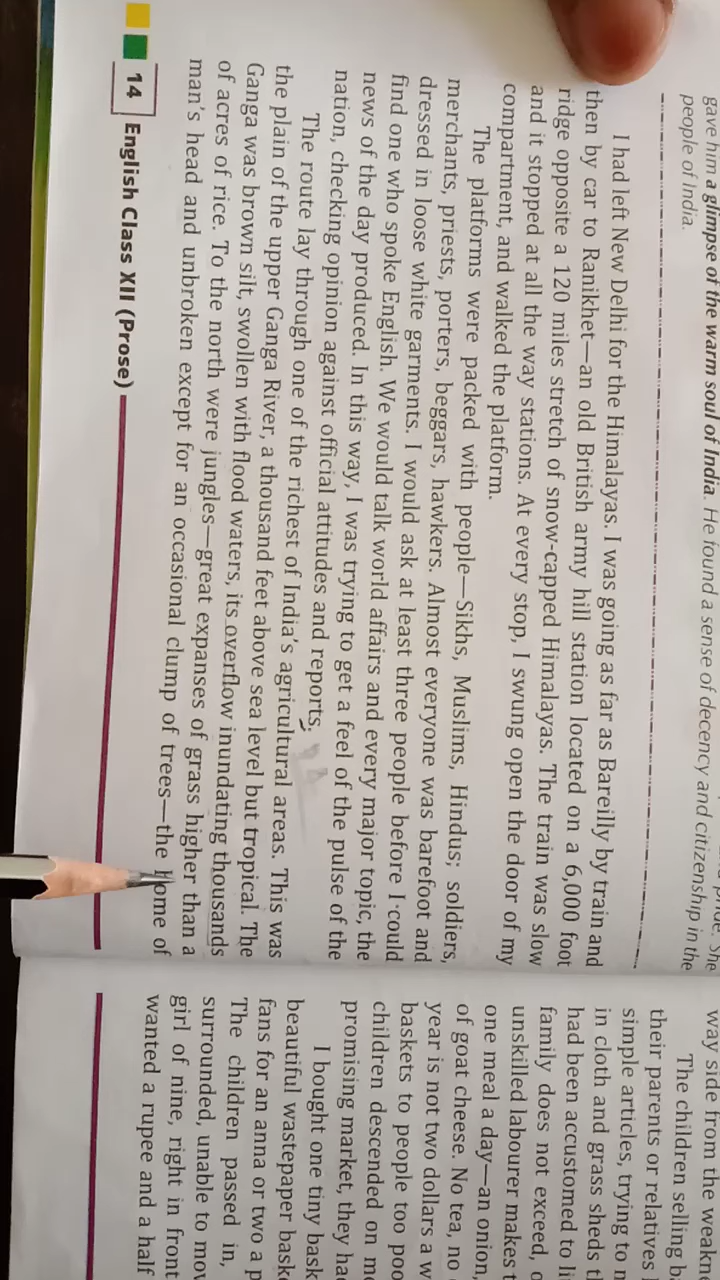 gave him a glimpse of the warm soul of India. He found a sense of decency and citizenship in the
people of India.
I had left New Delhi for the Himalayas. I was going as far as Bareilly by train and
then by car to Ranikhet—an old British army hill station located on a 6,000 foot
ridge opposite a 120 miles stretch of snow-capped Himalayas. The train was slow
and it stopped at all the way stations. At every stop, I swung open the door of my
compartment, and walked the platform.
The platforms were packed with people—Sikhs, Muslims, Hindus; soldiers,
merchants, priests, porters, beggars, hawkers. Almost everyone was barefoot and
dressed in loose white garments. I would ask at least three people before I could
find one who spoke English. We would talk world affairs and every major topic, the
news of the day produced. In this way, I was trying to get a feel of the pulse of the
nation, checking opinion against official attitudes and reports.
The route lay through one of the richest of India's agricultural areas. This was
the plain of the upper Ganga River, a thousand feet above sea level but tropical. The
Ganga was brown silt, swollen with flood waters, its overflow inundating thousands
of acres of rice. To the north were jungles—great expanses of grass higher than a
man's head and unbroken except for an occasional clump of trees—the home of
14 English Class XII (Prose)
way side from the
The children selling b
their parents or relatives
simple articles, trying to
in cloth and grass sheds
had been accustomed to
family does not exceed,
unskilled labourer makes
one meal a day—an onion,
of goat cheese. No tea, no
year is not two dollars a
baskets to people too
children descended on
promising market, they
I bought one tiny
beautiful wastepaper
fans for an anna or two a
The children passed in,
surrounded, unable to
girl of nine, right in front
wanted a rupee and a half